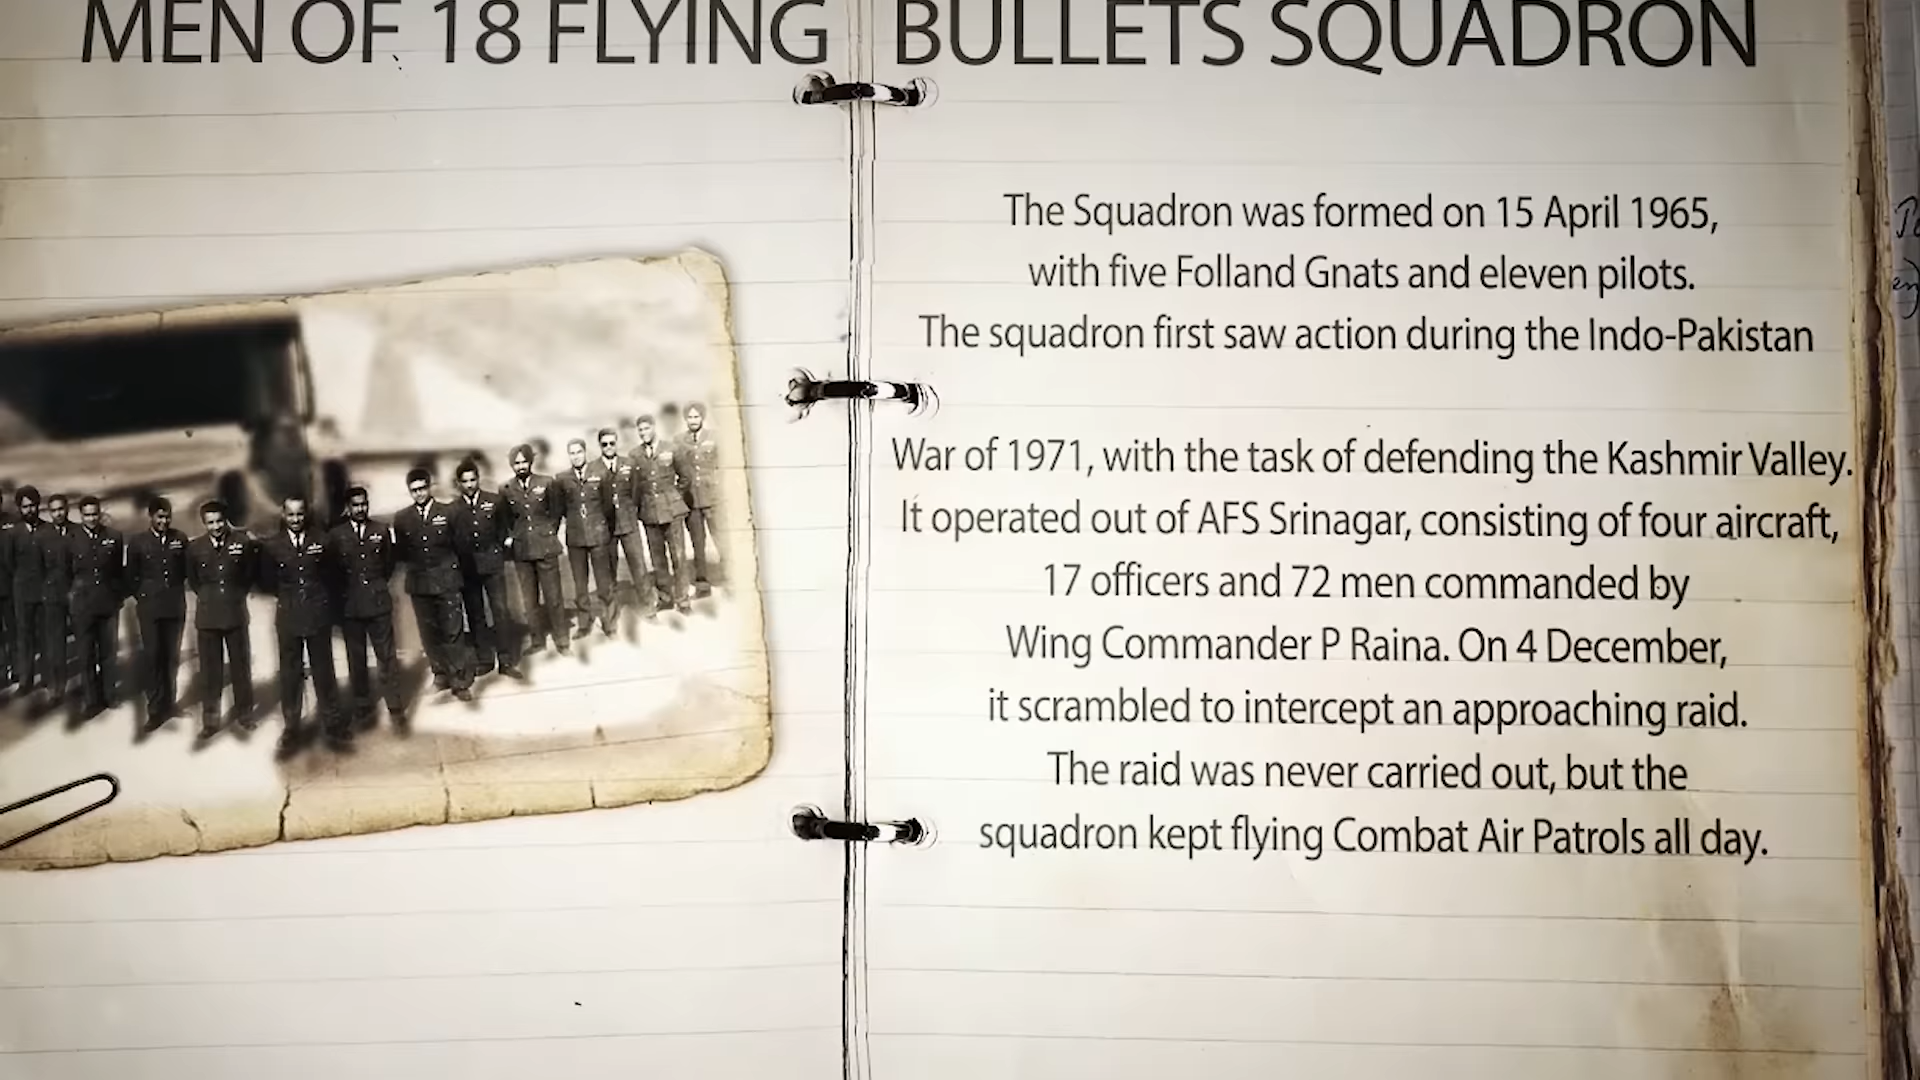 MEN OF 18 FLYING BULLETS SQUADRON
The Squadron was formed on 15 April 1965,
with five Folland Gnats and eleven pilots.
The squadron first saw action during the Indo-Pakistan
War of 1971, with the task of defending the Kashmir Valley.
It operated out of AFS Srinagar, consisting of four aircraft,
17 officers and 72 men commanded by
Wing Commander P Raina. On 4 December,
it scrambled to intercept an approaching raid.
The raid was never carried out, but the
squadron kept flying Combat Air Patrols all day.